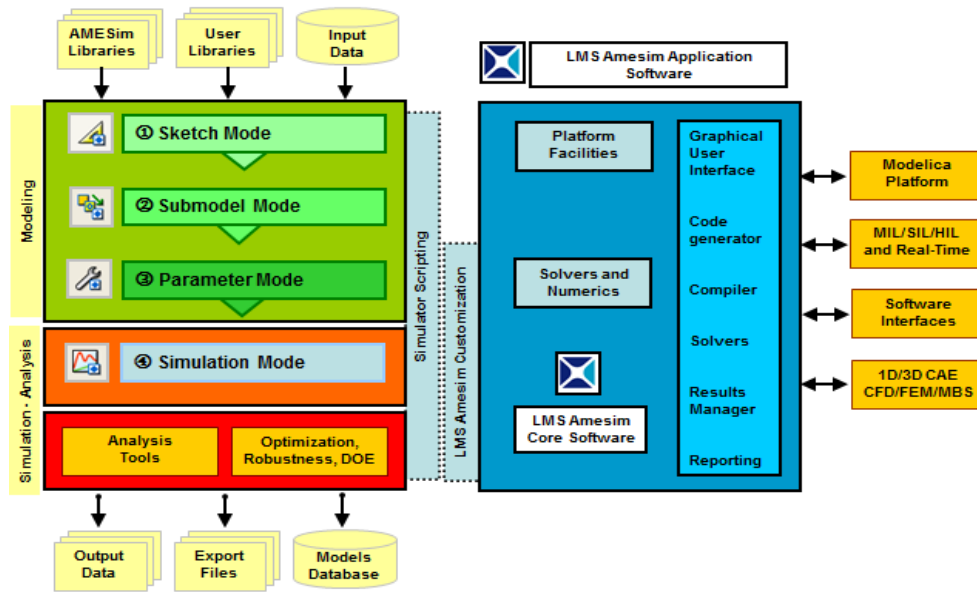 AMESim
Libraries
User
Libraries
Input
Data
LMS Amesim Application
Software
Modeling
① Sketch Mode
② Submodel Mode
③ Parameter Mode
Simulation - Analysis
④ Simulation Mode
Analysis
Tools
Optimization,
Robustness, DOE
Simulator Scripting
LMS Amesim Customization
Output
Data
Export
Files
Models
Database
Platform
Facilities
Solvers and
Numerics
LMS Amesim
Core Software
Graphical
User
Interface
Code
generator
Compiler
Solvers
Results
Manager
Reporting
Modelica
Platform
MIL/SIL/HIL
and Real-Time
Software
Interfaces
1D/3D CAE
CFD/FEM/MBS